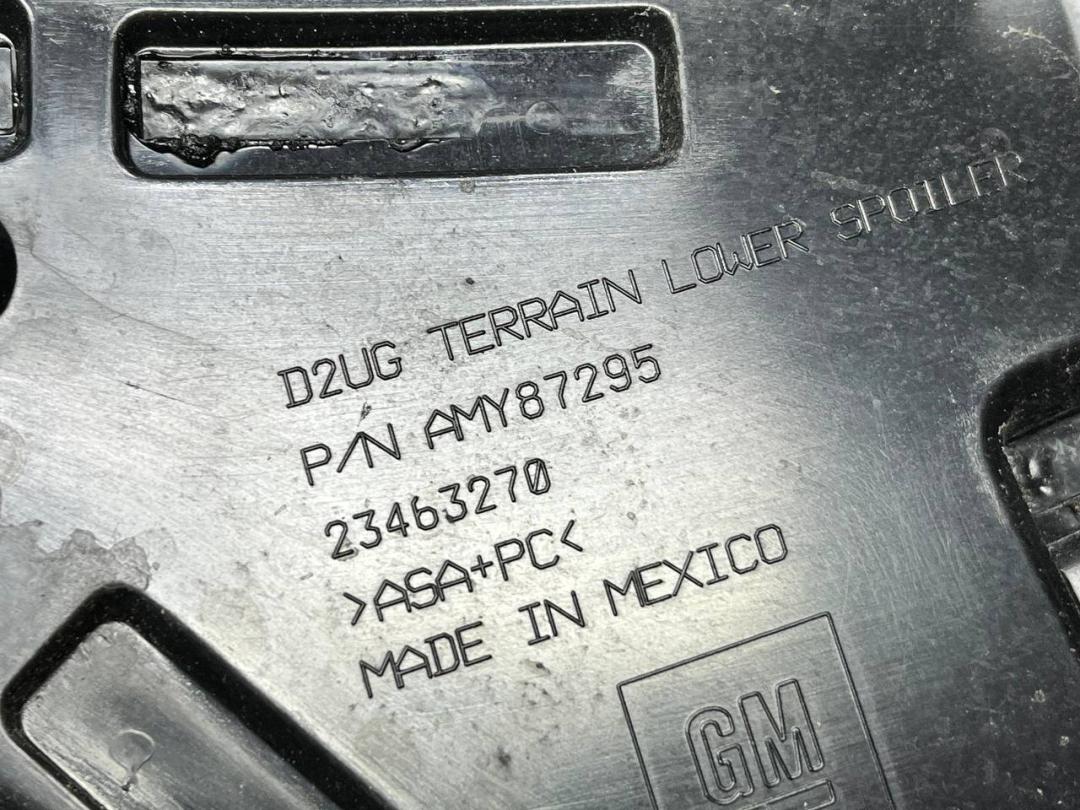 D2UG TERRAIN LOWER SPOILER
P/N AMY87295
23463270
>ASA+PC<
MADE IN MEXICO
GM